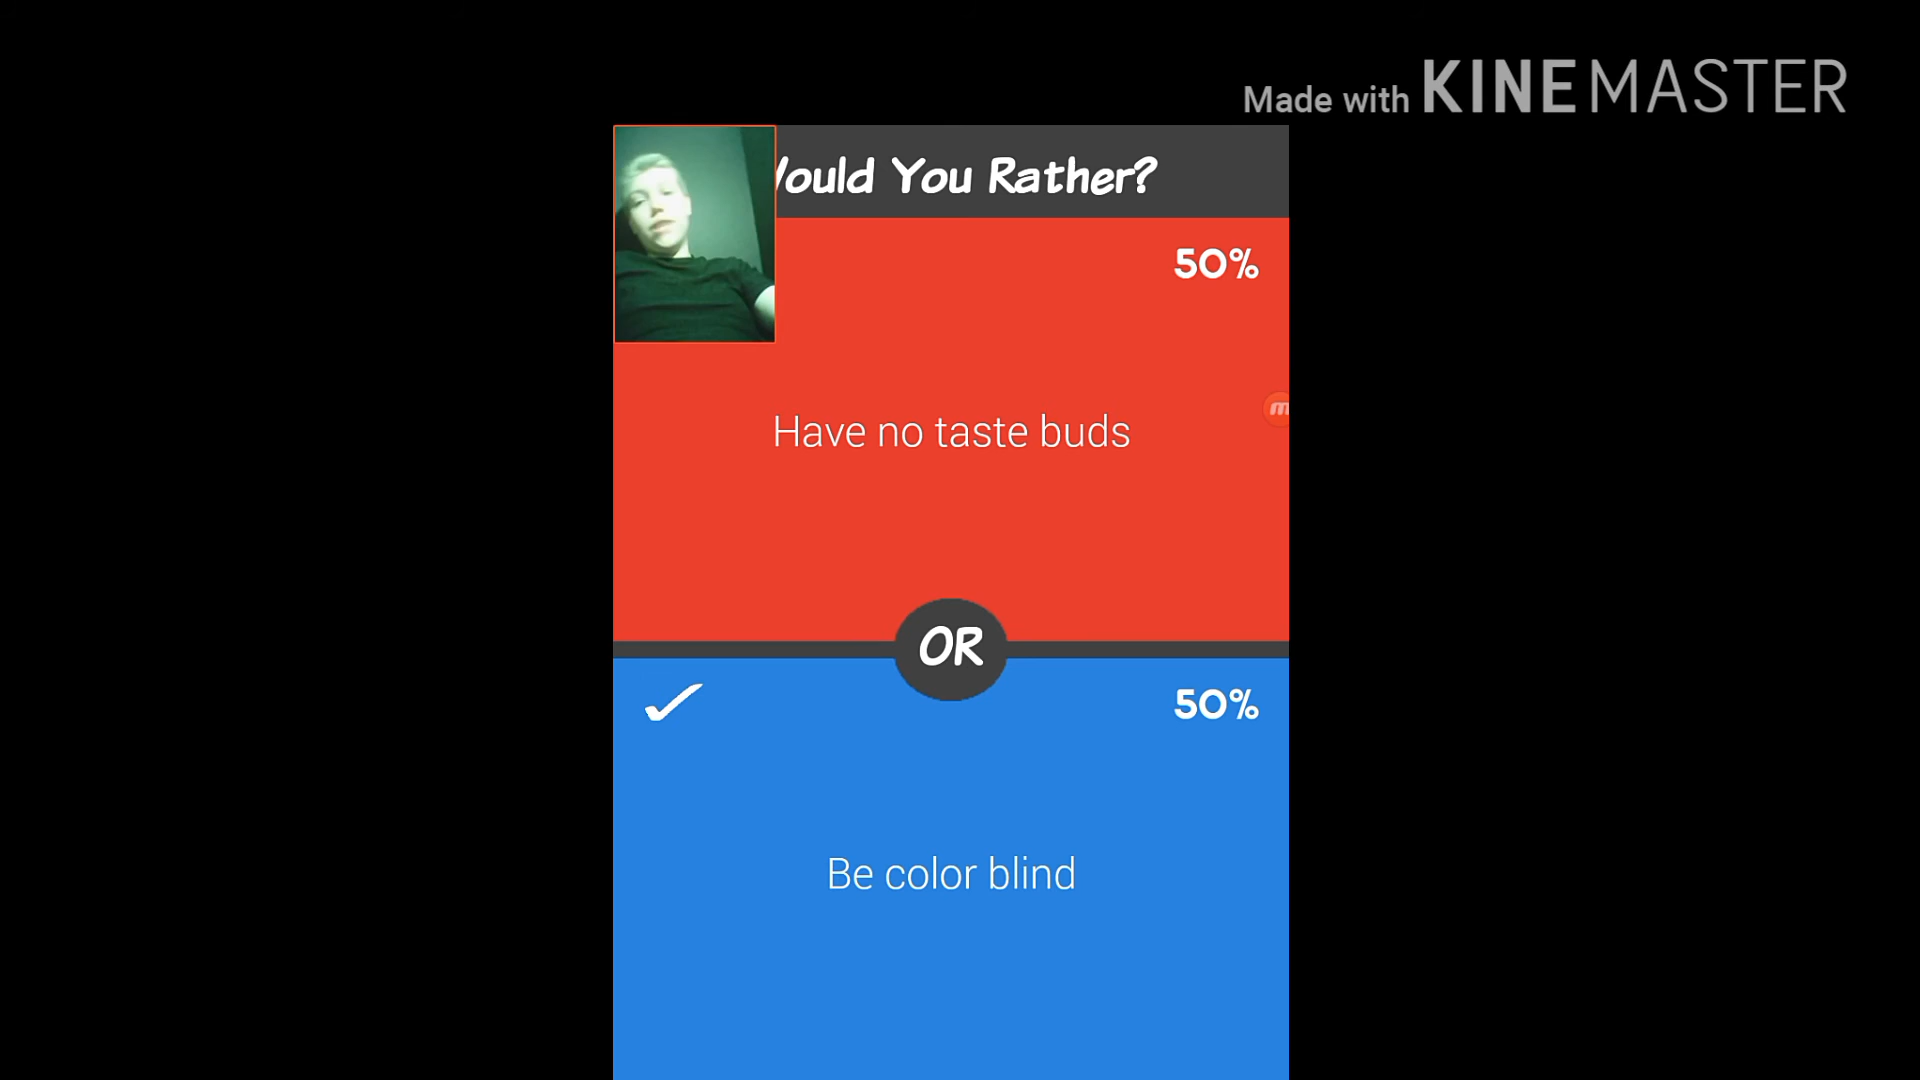 Made with KINEMASTER
ould You Rather?
50%
m
Have no taste buds
OR
50%
Be color blind